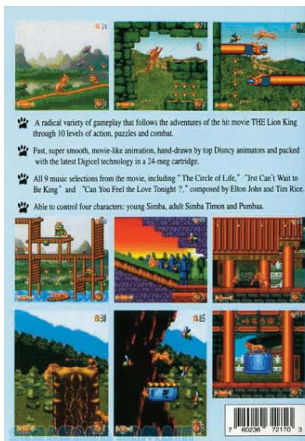 A radical variety of gameplay that follows the adventures of the hit movie THE Lion King
through 10 levels of action, puzzles and combat.
Fast, super smooth, movie-like animation, hand-drawn by top Disncy animators and packed
with the latest Digicel technology in a 24-meg cartridge.
All 9 music selections from the movie, including "The Circle of Life," "Jrst Can't Wait to
Be King" and "Can You Feel the Love Tonight ?," composed by Elton John and Tim Rice.
Able to control four characters: young Simba, adult Simba Timon and Pumbua.
7 60236 72170 3